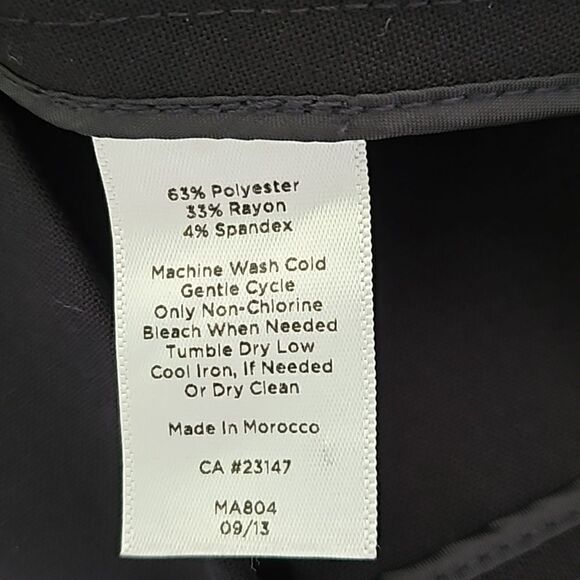 63% Polyester
33% Rayon
4% Spandex
Machine Wash Cold
Gentle Cycle
Only Non-Chlorine
Bleach When Needed
Tumble Dry Low
Cool Iron, If Needed
Or Dry Clean
Made In Morocco
CA #23147
MA804
09/13